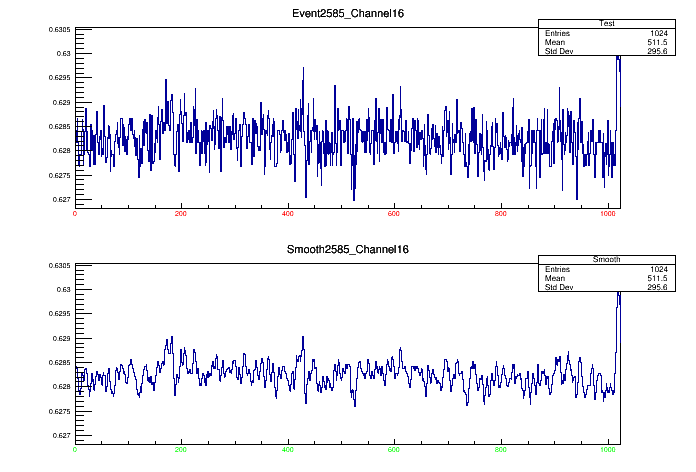 Event2585_Channel16
Test
Entries 1024
Mean 511.5
Std Dev 295.6
0.6305
0.63
0.6295
0.629
0.6285
0.628
0.6275
0.627
0 200 400 600 800 1000
Smooth2585_Channel16
Smooth
Entries 1024
Mean 511.5
Std Dev 295.6
0.6305
0.63
0.6295
0.629
0.6285
0.628
0.6275
0.627
0 200 400 600 800 1000